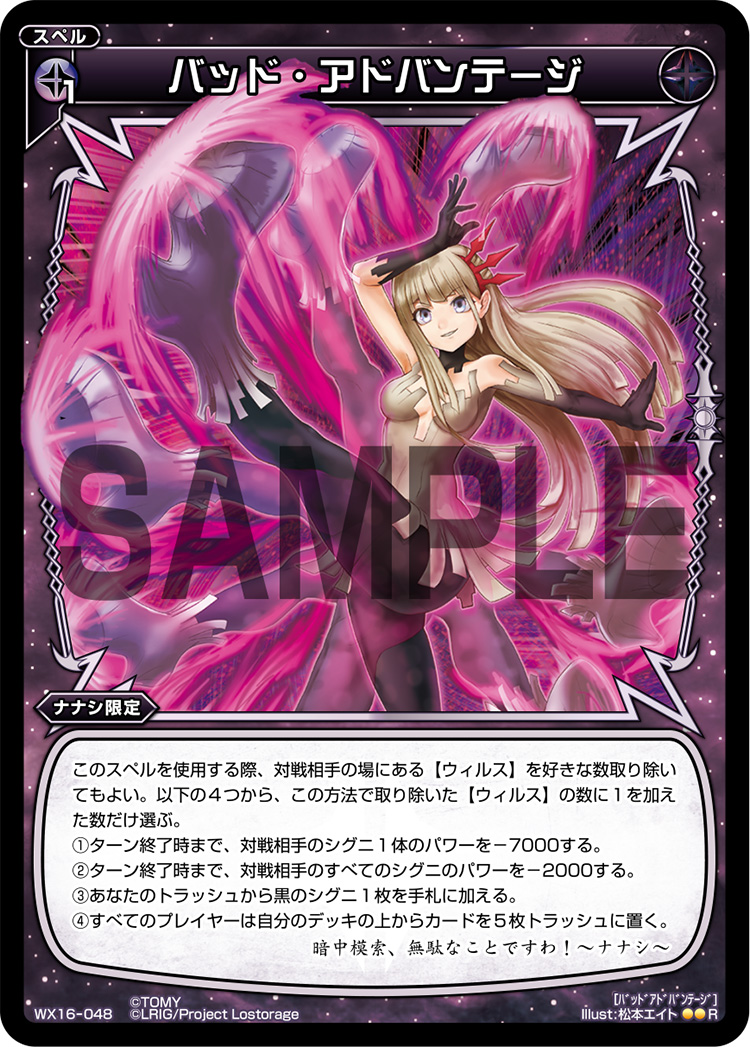 スペル
1
バッド・アドバンテージ
SAMPLE
ナナシ限定
このスペルを使用する際、対戦相手の場にある【ウィルス】を好きな数取り除い
てもよい。以下の４つから、この方法で取り除いた【ウィルス】の数に１を加え
た数だけ選ぶ。
①ターン終了時まで、対戦相手のシグニ１体のパワーを－7000する。
②ターン終了時まで、対戦相手のすべてのシグニのパワーを－2000する。
③あなたのトラッシュから黒のシグニ１枚を手札に加える。
④すべてのプレイヤーは自分のデッキの上からカードを５枚トラッシュに置く。
暗中模索、無駄なことですわ！～ナナシ～
WX16-048
©TOMY
©LRIG/Project Lostorage
[ﾊﾞｯﾄﾞｱﾄﾞﾊﾞﾝﾃｰｼﾞ]
Illust:松本エイト R